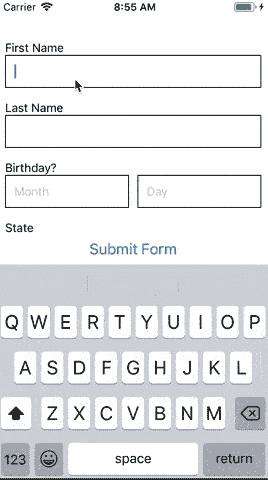 Carrier 8:55 AM
First Name
Last Name
Birthday?
Month Day
State
Submit Form
Q W E R T Y U I O P
A S D F G H J K L
Z X C V B N M
123 space return